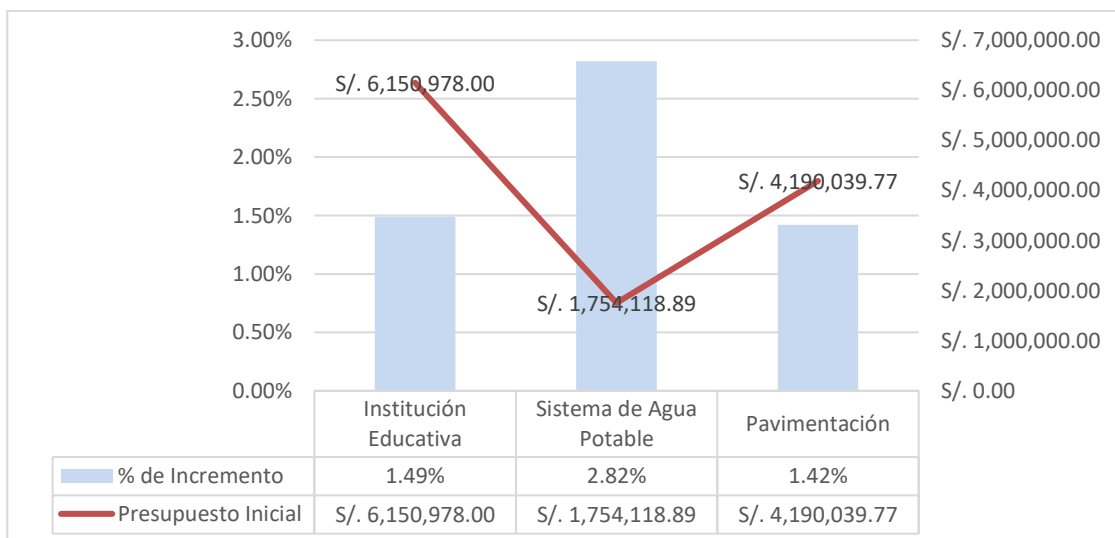 3.00%
2.50%
2.00%
1.50%
1.00%
0.50%
0.00%
S/. 6,150,978.00
S/. 1,754,118.89
S/. 4,190,039.77
S/. 7,000,000.00
S/. 6,000,000.00
S/. 5,000,000.00
S/. 4,000,000.00
S/. 3,000,000.00
S/. 2,000,000.00
S/. 1,000,000.00
S/. 0.00
Institución
Educativa
Sistema de Agua
Potable
Pavimentación
% de Incremento 1.49% 2.82% 1.42%
Presupuesto Inicial S/. 6,150,978.00 S/. 1,754,118.89 S/. 4,190,039.77